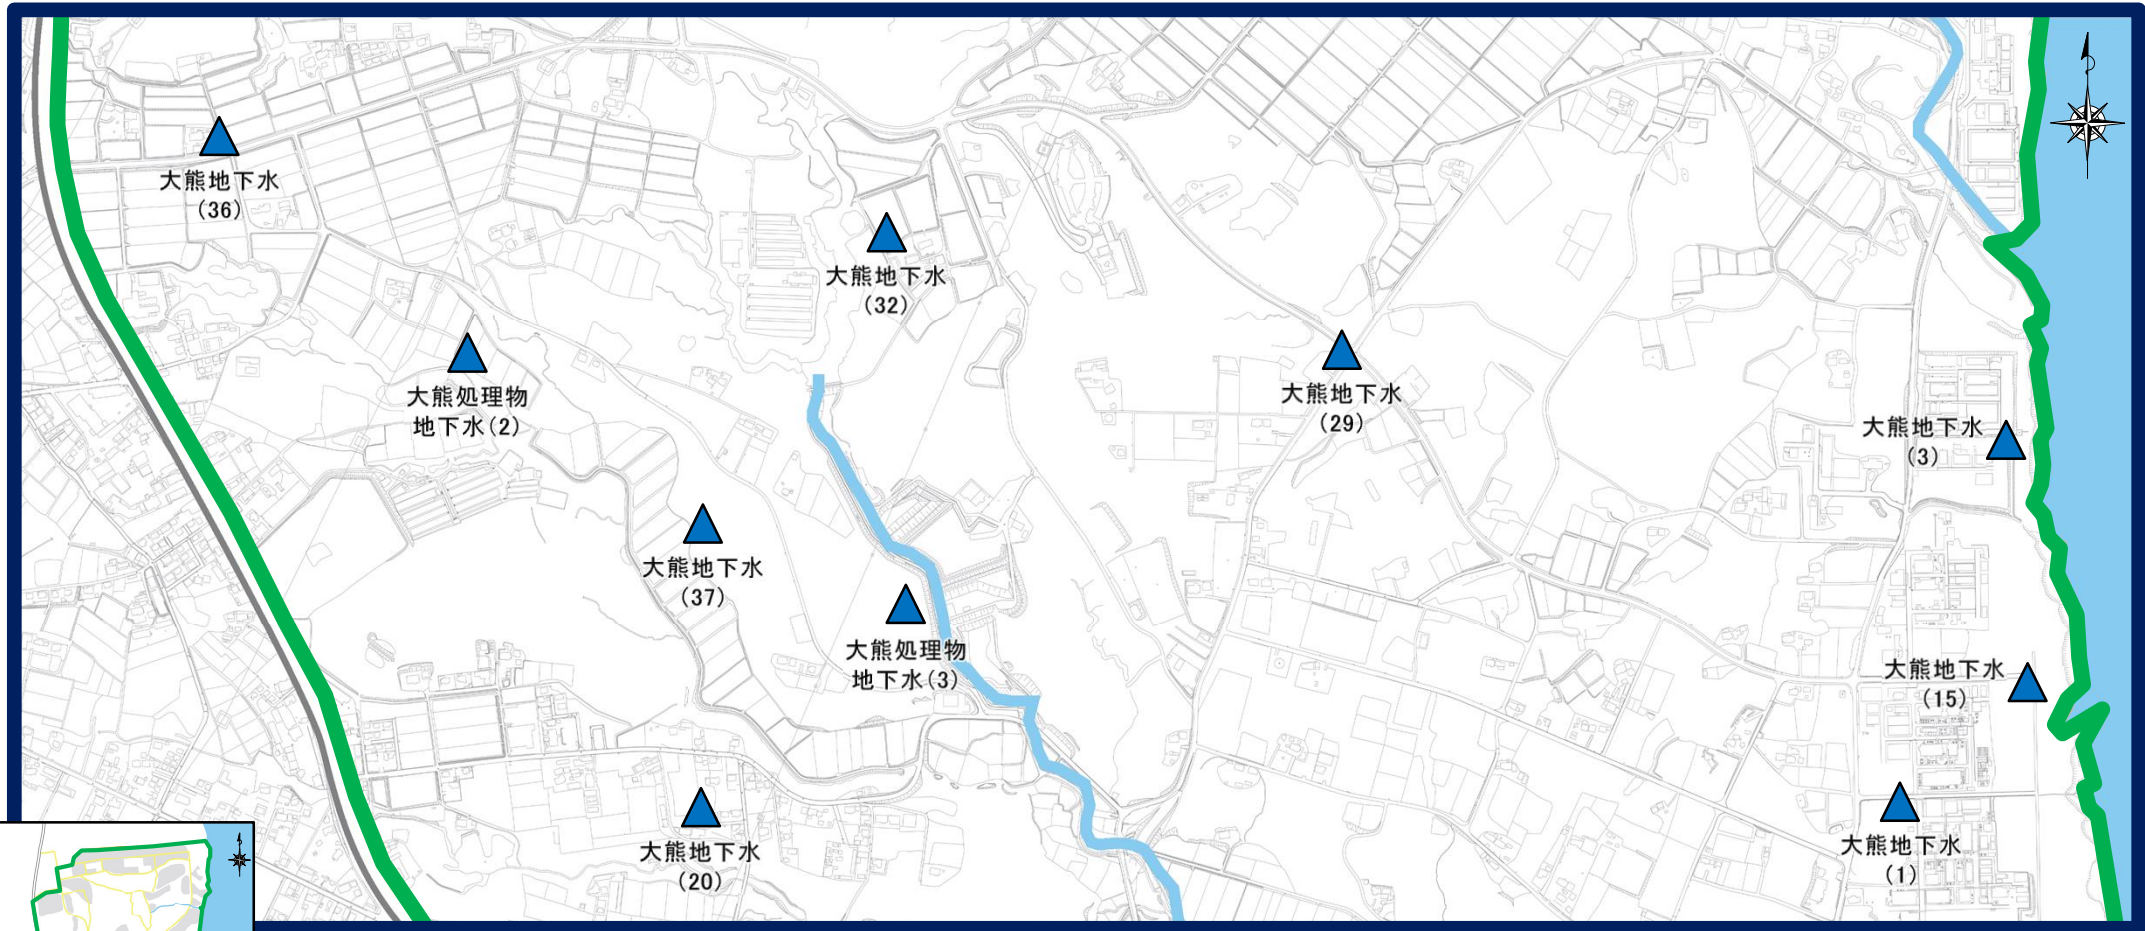 大熊地下水
(36)
大熊地下水
(32)
大熊処理物
地下水(2)
大熊地下水
(29)
大熊地下水
(3)
大熊地下水
(37)
大熊処理物
地下水(3)
大熊地下水
(15)
大熊地下水
(20)
大熊地下水
(1)